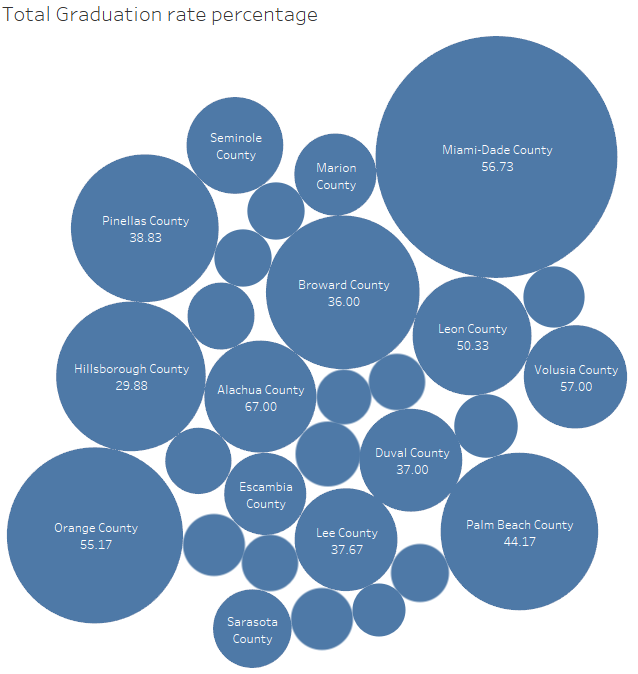 Total Graduation rate percentage
Seminole
County
Marion
County
Miami-Dade County
56.73
Pinellas County
38.83
Broward County
36.00
Leon County
50.33
Hillsborough County
29.88
Alachua County
67.00
Volusia County
57.00
Duval County
37.00
Escambia
County
Orange County
55.17
Lee County
37.67
Palm Beach County
44.17
Sarasota
County